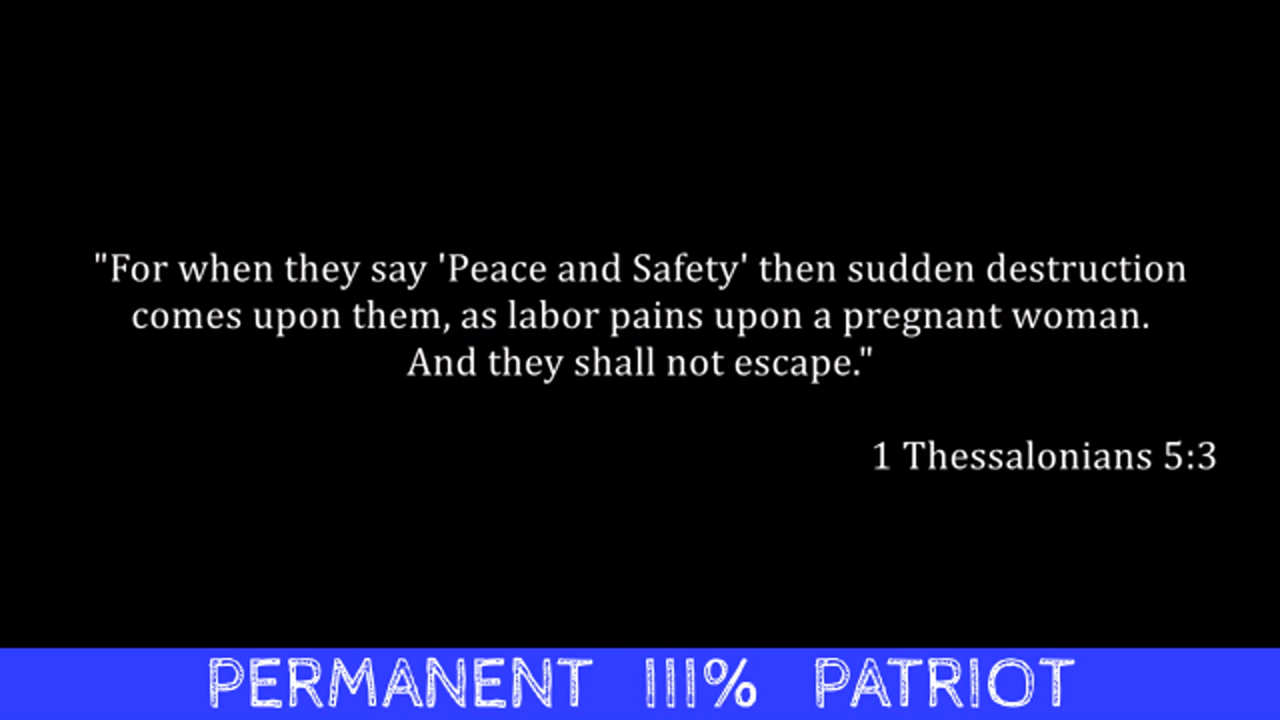 "For when they say 'Peace and Safety' then sudden destruction
comes upon them, as labor pains upon a pregnant woman.
And they shall not escape."
1 Thessalonians 5:3
PERMANENT III% PATRIOT